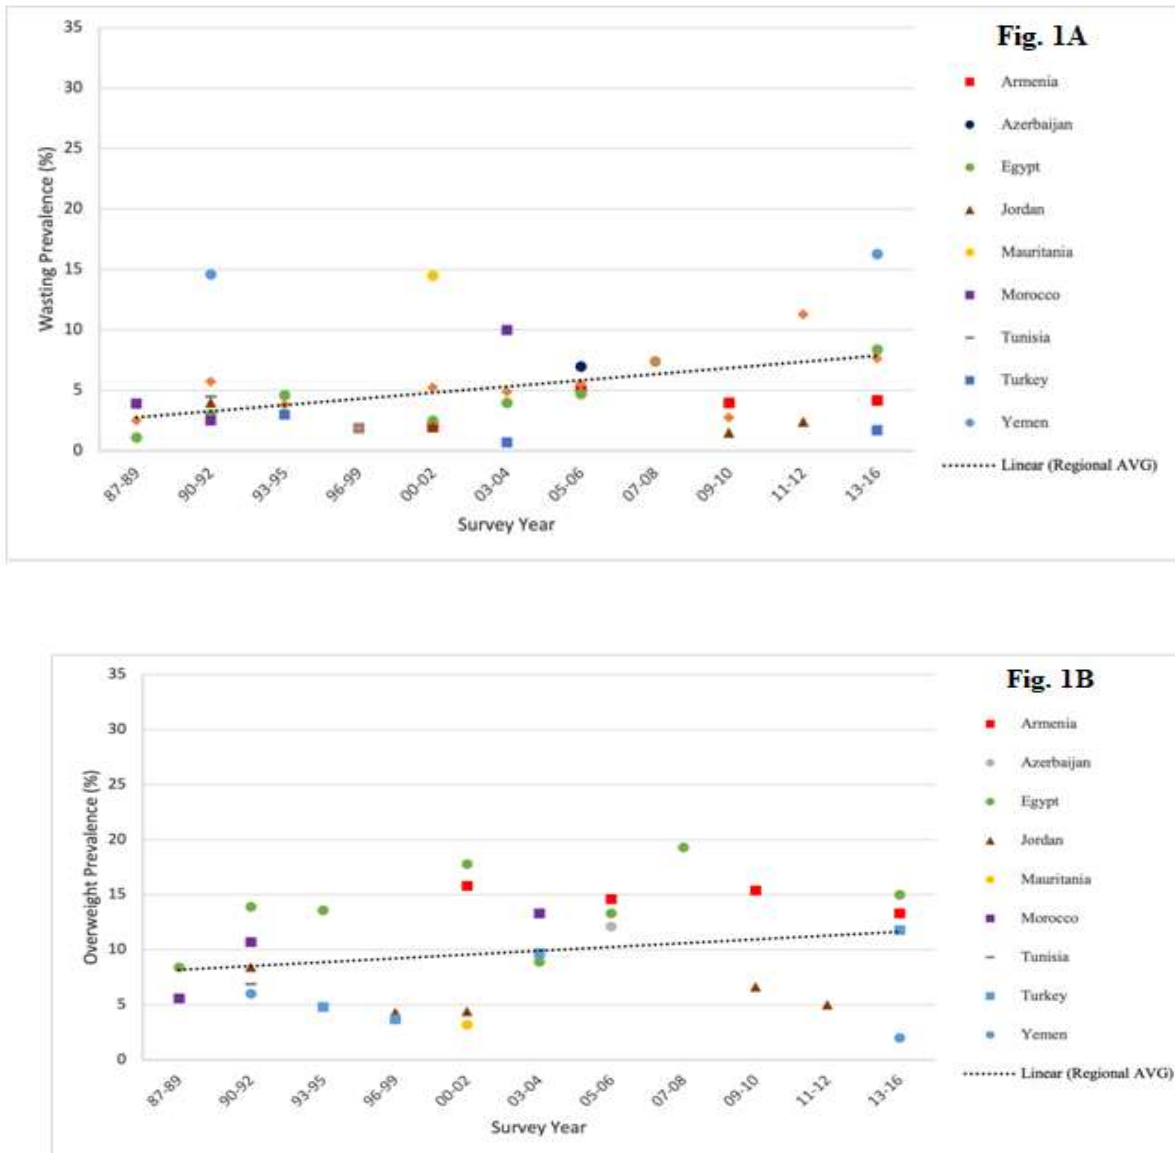 Fig. 1A
35
30
25
20
15
10
5
0
Wasting Prevalence (%)
87-89
90-92
93-95
96-99
00-02
03-04
05-06
07-08
09-10
11-12
13-16
Survey Year
Armenia
Azerbaijan
Egypt
Jordan
Mauritania
Morocco
Tunisia
Turkey
Yemen
Linear (Regional AVG)
Fig. 1B
35
30
25
20
15
10
5
0
Overweight Prevalence (%)
87-89
90-92
93-95
96-99
00-02
03-04
05-06
07-08
09-10
11-12
13-16
Survey Year
Armenia
Azerbaijan
Egypt
Jordan
Mauritania
Morocco
Tunisia
Turkey
Yemen
Linear (Regional AVG)